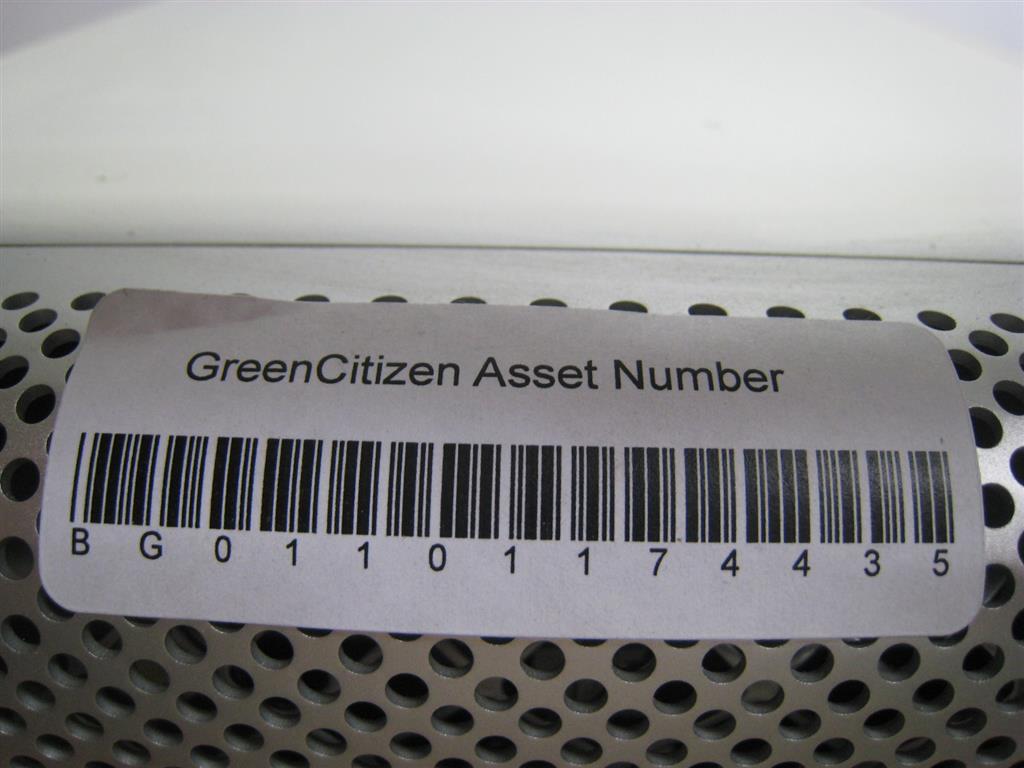 GreenCitizen Asset Number
B G 0 1 1 0 1 1 7 4 4 3 5